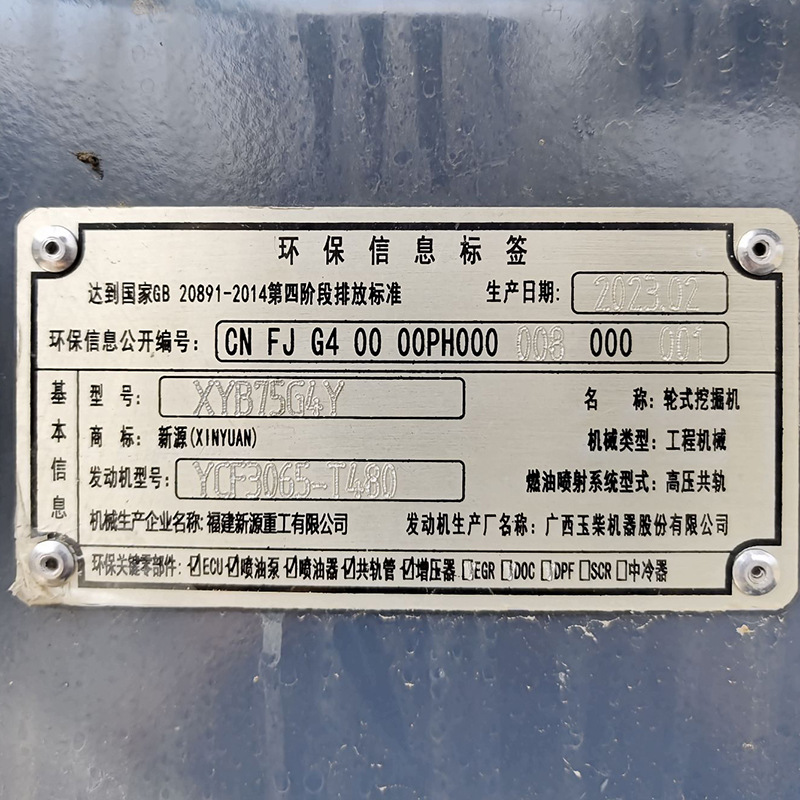 环保信息标签
达到国家GB 20891-2014第四阶段排放标准 生产日期: 2023.02
环保信息公开编号: CN FJ G4 00 00PH000 008 000 001
基本信息
型 号: XYB75G4Y 名 称: 轮式挖掘机
商 标: 新源(XINYUAN) 机械类型: 工程机械
发动机型号: YCF3065-T480 燃油喷射系统型式: 高压共轨
机械生产企业名称: 福建新源重工有限公司 发动机生产厂名称: 广西玉柴机器股份有限公司
环保关键零部件: ☑ECU ☑喷油泵 ☑喷油器 ☑共轨管 ☑增压器 □EGR □DOC □DPF □SCR □中冷器